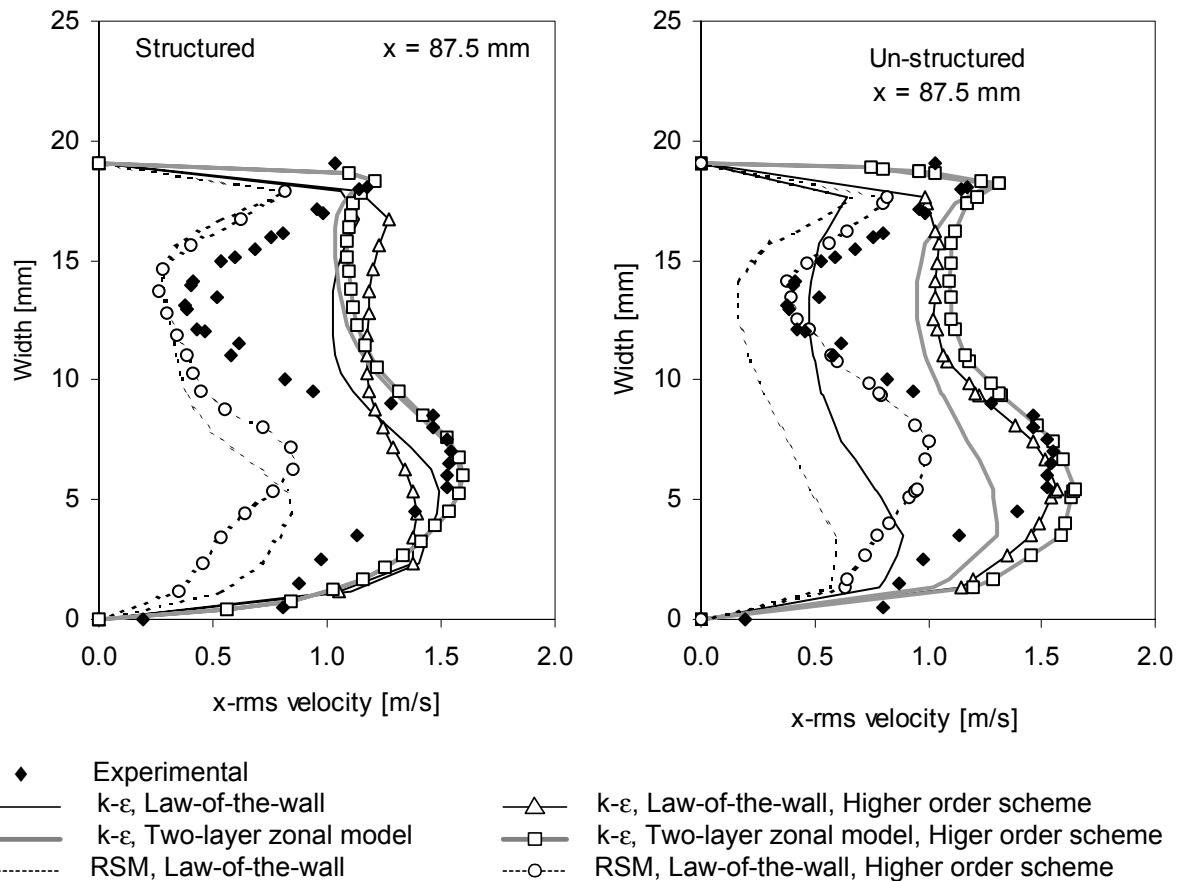 Structured x = 87.5 mm
25
20
15
10
5
0
Width [mm]
0.0 0.5 1.0 1.5 2.0
x-rms velocity [m/s]
Un-structured
x = 87.5 mm
25
20
15
10
5
0
Width [mm]
0.0 0.5 1.0 1.5 2.0
x-rms velocity [m/s]
Experimental
k-ε, Law-of-the-wall
k-ε, Two-layer zonal model
RSM, Law-of-the-wall
k-ε, Law-of-the-wall, Higher order scheme
k-ε, Two-layer zonal model, Higer order scheme
RSM, Law-of-the-wall, Higher order scheme